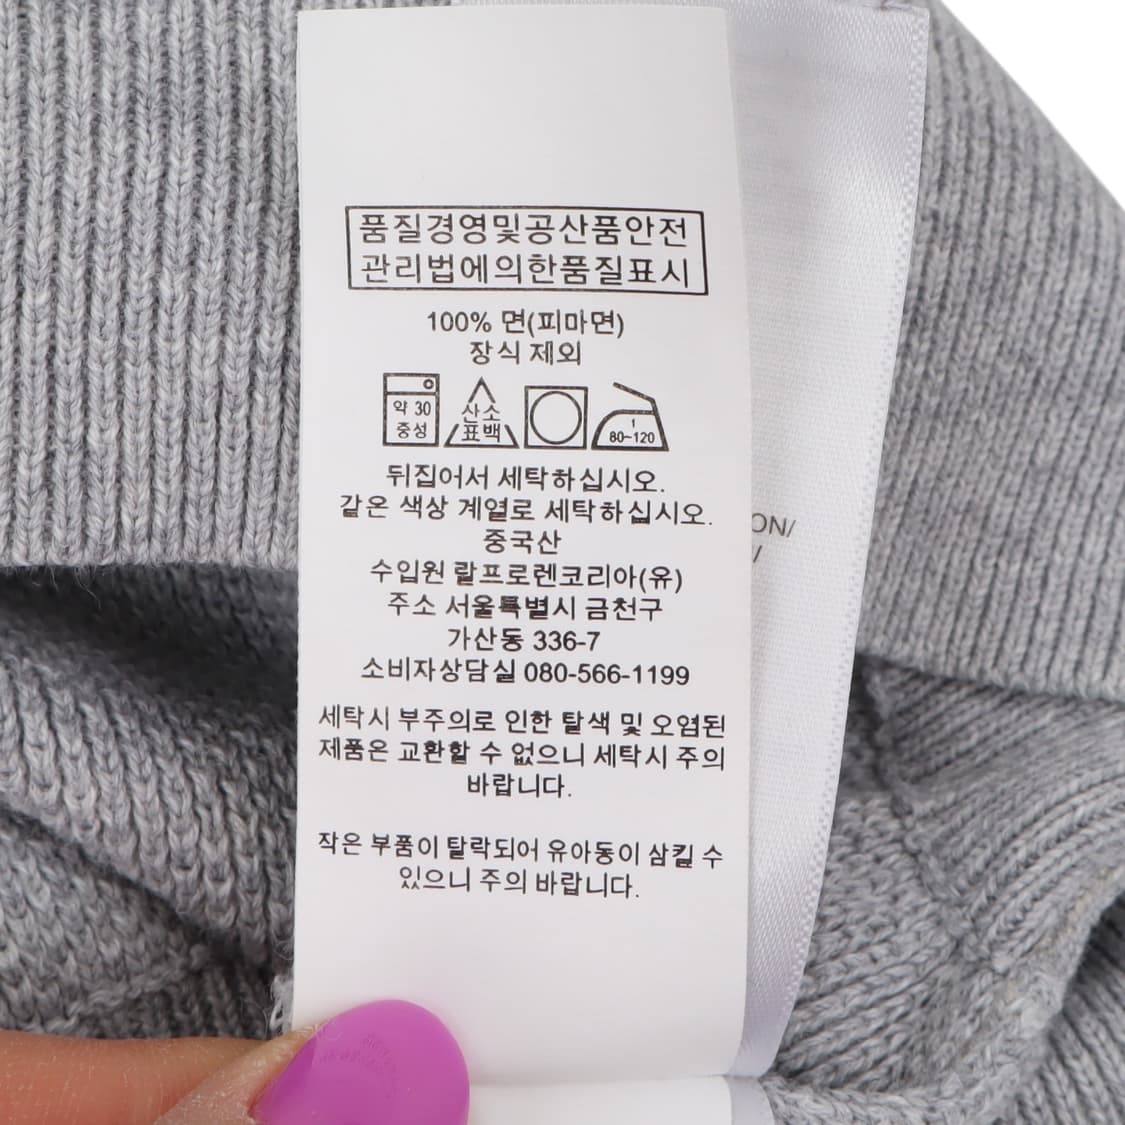 품질경영및공산품안전
관리법에의한품질표시
100% 면(피마면)
장식 제외
약 30
중성
산소
표백
1
80~120
뒤집어서 세탁하십시오.
같은 색상 계열로 세탁하십시오.
중국산
수입원 랄프로렌코리아(유)
주소 서울특별시 금천구
가산동 336-7
소비자상담실 080-566-1199
세탁시 부주의로 인한 탈색 및 오염된
제품은 교환할 수 없으니 세탁시 주의
바랍니다.
작은 부품이 탈락되어 유아동이 삼킬 수
있으니 주의 바랍니다.
ON/
/